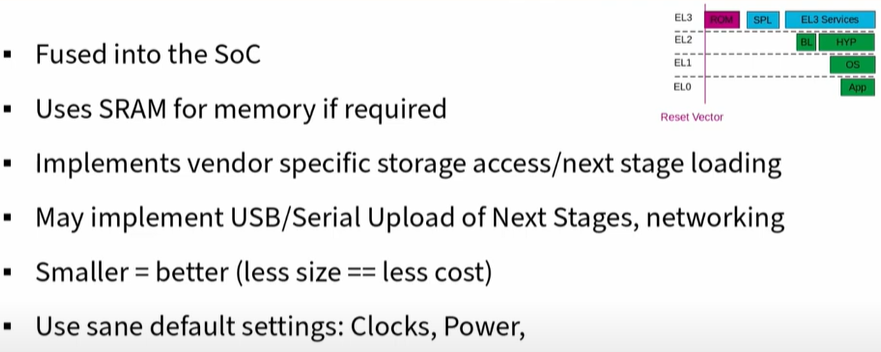 ▪ Fused into the SoC
▪ Uses SRAM for memory if required
▪ Implements vendor specific storage access/next stage loading
▪ May implement USB/Serial Upload of Next Stages, networking
▪ Smaller = better (less size == less cost)
▪ Use sane default settings: Clocks, Power,
EL3 ROM SPL EL3 Services
EL2 BL HYP
EL1 OS
EL0 App
Reset Vector